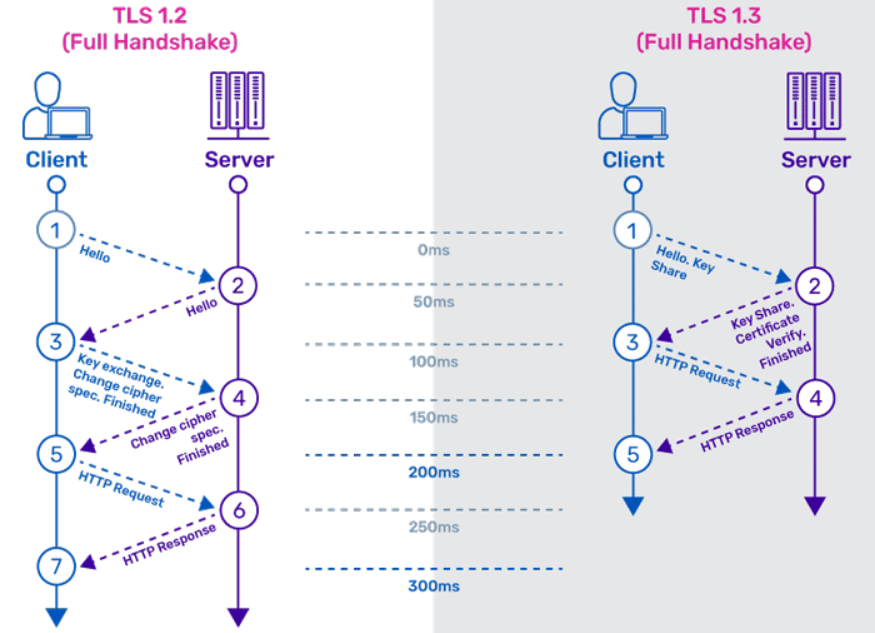 TLS 1.2
(Full Handshake)
Client
Server
1
Hello
2
Hello
3
Key exchange.
Change cipher
spec. Finished
4
Change cipher
spec.
Finished
5
HTTP Request
6
HTTP Response
7
0ms
50ms
100ms
150ms
200ms
250ms
300ms
TLS 1.3
(Full Handshake)
Client
Server
1
Hello. Key
Share
2
Key Share.
Certificate
Verify.
Finished
3
HTTP Request
4
HTTP Response
5